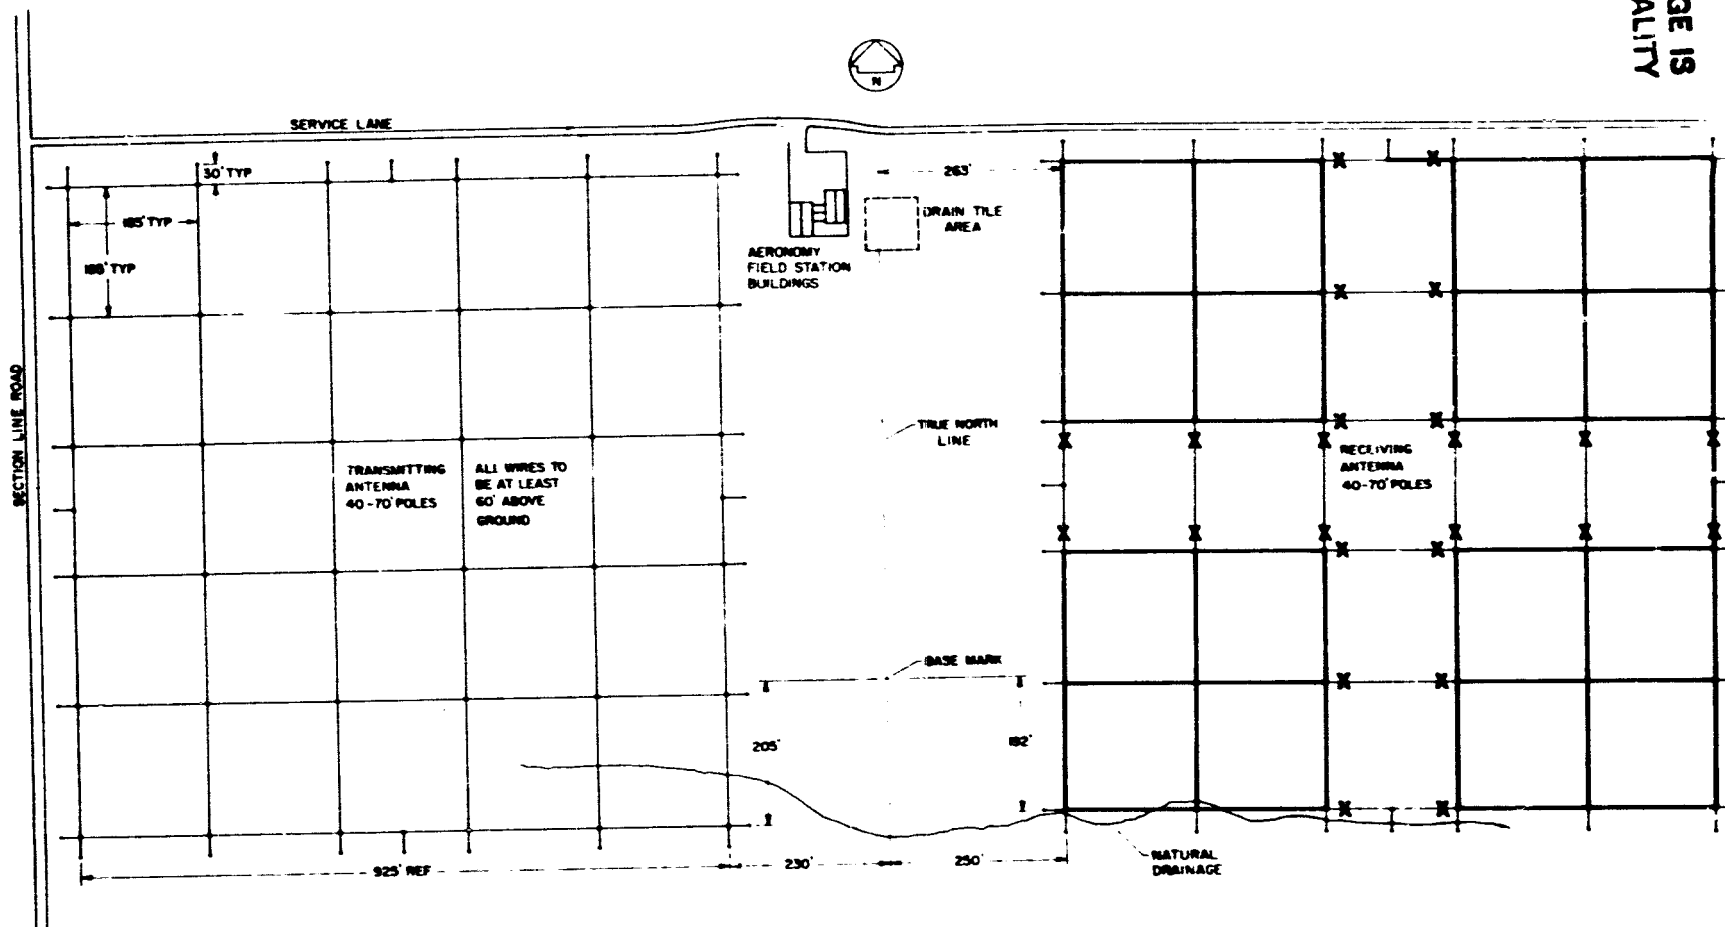 GE IS
ALITY
N
SERVICE LANE
30' TYP
185' TYP
185' TYP
263'
DRAIN TILE
AREA
AERONOMY
FIELD STATION
BUILDINGS
SECTION LINE ROAD
TRUE NORTH
LINE
TRANSMITTING
ANTENNA
40-70' POLES
ALL WIRES TO
BE AT LEAST
60' ABOVE
GROUND
RECEIVING
ANTENNA
40-70' POLES
BASE MARK
205'
182'
925' REF
230'
250'
NATURAL
DRAINAGE